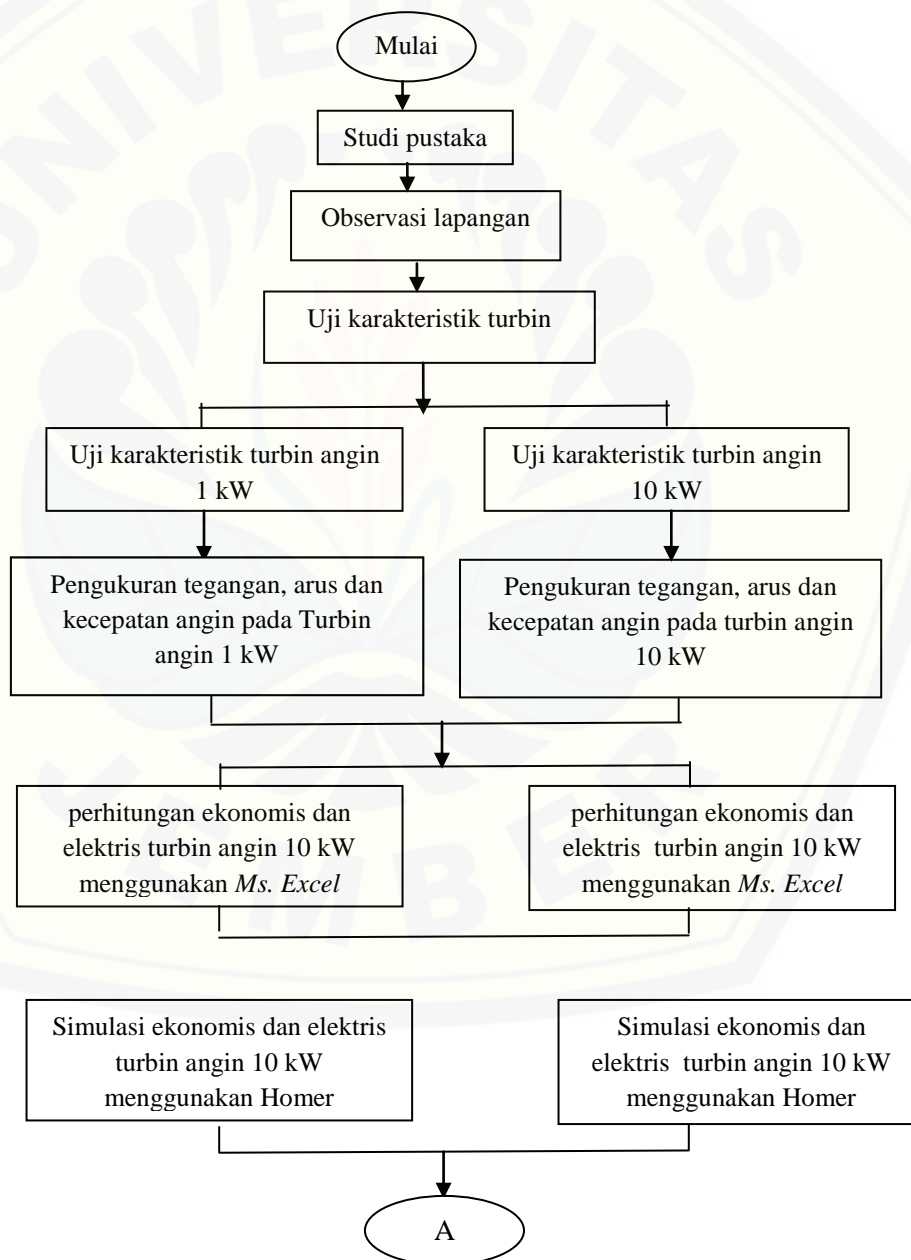 UNIVERSITAS
JEMBER
Mulai
Studi pustaka
Observasi lapangan
Uji karakteristik turbin
Uji karakteristik turbin angin
1 kW
Uji karakteristik turbin angin
10 kW
Pengukuran tegangan, arus dan
kecepatan angin pada Turbin
angin 1 kW
Pengukuran tegangan, arus dan
kecepatan angin pada turbin angin
10 kW
perhitungan ekonomis dan
elektris turbin angin 10 kW
menggunakan Ms. Excel
perhitungan ekonomis dan
elektris turbin angin 10 kW
menggunakan Ms. Excel
Simulasi ekonomis dan elektris
turbin angin 10 kW
menggunakan Homer
Simulasi ekonomis dan
elektris turbin angin 10 kW
menggunakan Homer
A